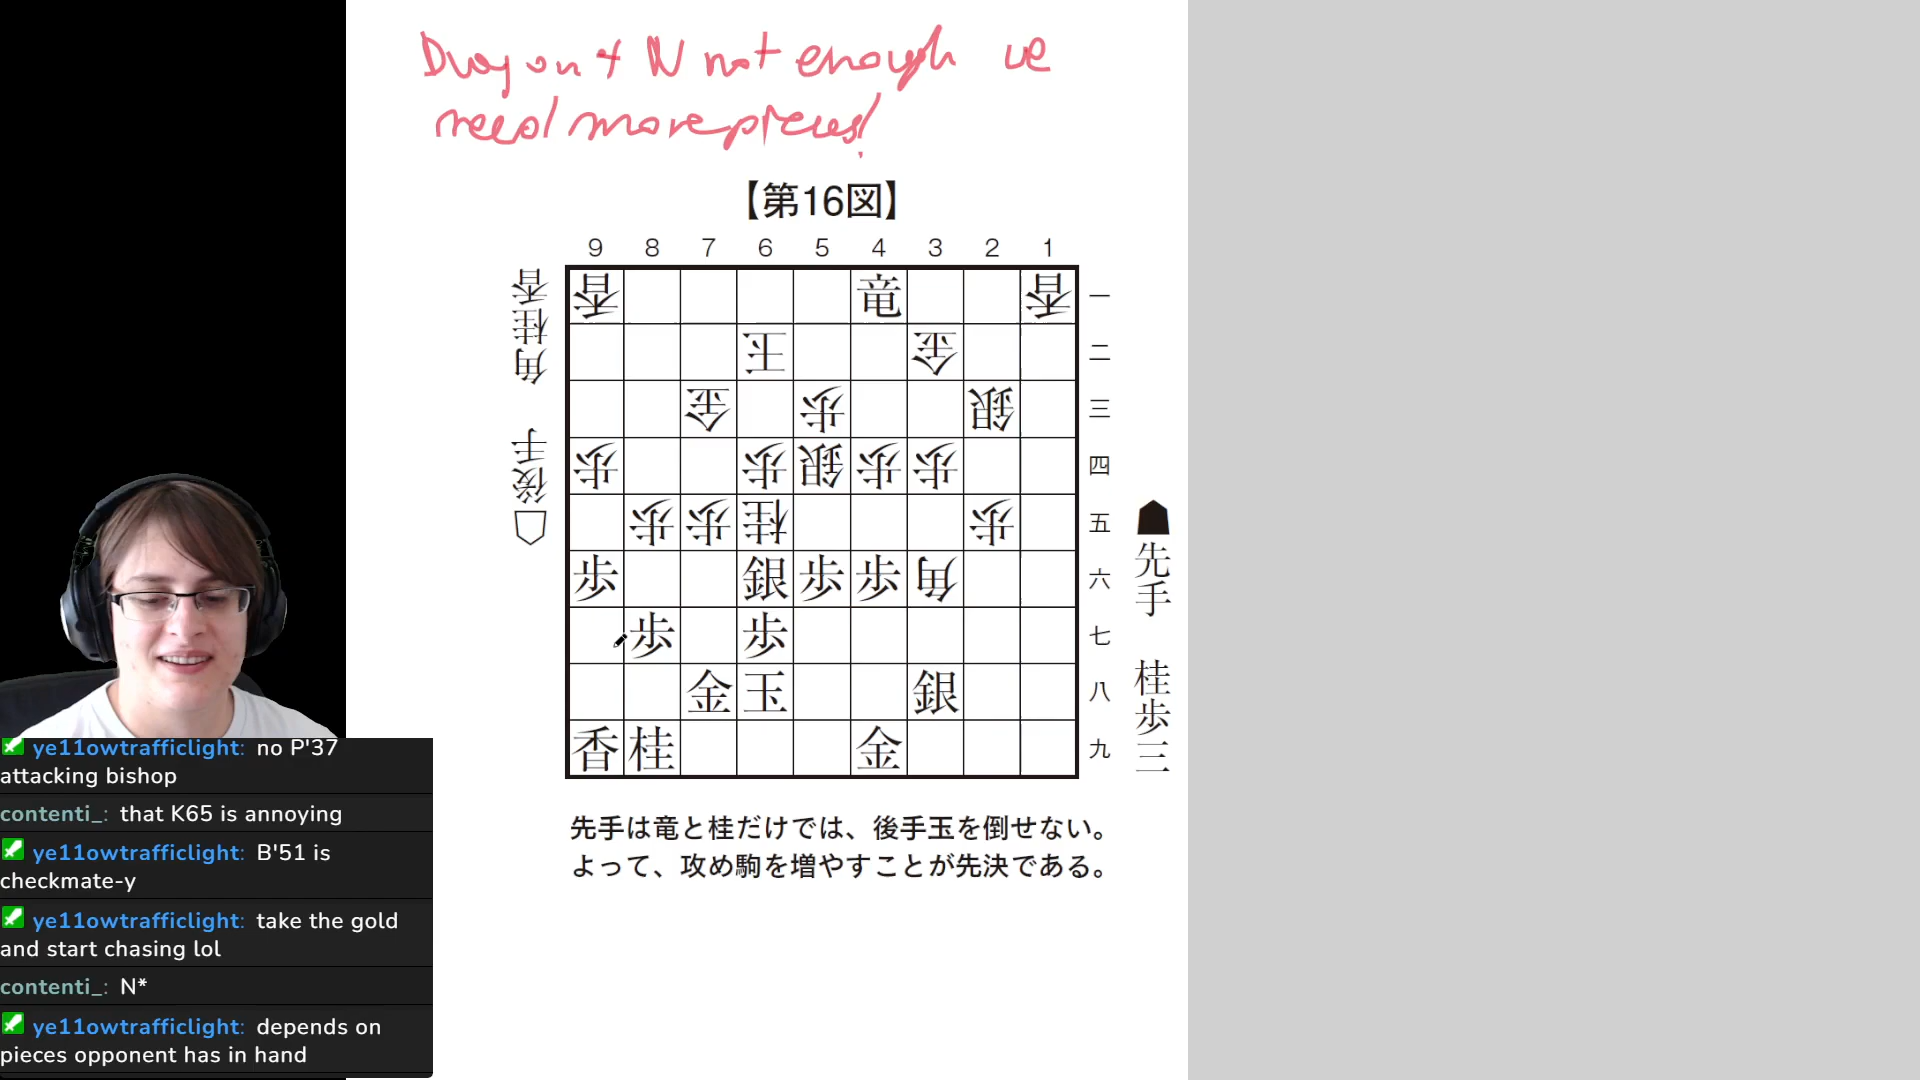 Dragon + N not enough we
need more pieces!
【第16図】
9 8 7 6 5 4 3 2 1
香 竜 香 一
王 金 二
金 歩 銀 三
歩 歩 銀 歩 歩 四
歩 歩 桂 歩 五
歩 銀 歩 歩 角 六
歩 歩 七
金 玉 銀 八
香 桂 金 九
☖後手 角桂香
☗先手 桂歩三
先手は竜と桂だけでは、後手玉を倒せない。
よって、攻め駒を増やすことが先決である。
ye11owtrafficlight: no P'37
attacking bishop
contenti_: that K65 is annoying
ye11owtrafficlight: B'51 is
checkmate-y
ye11owtrafficlight: take the gold
and start chasing lol
contenti_: N*
ye11owtrafficlight: depends on
pieces opponent has in hand